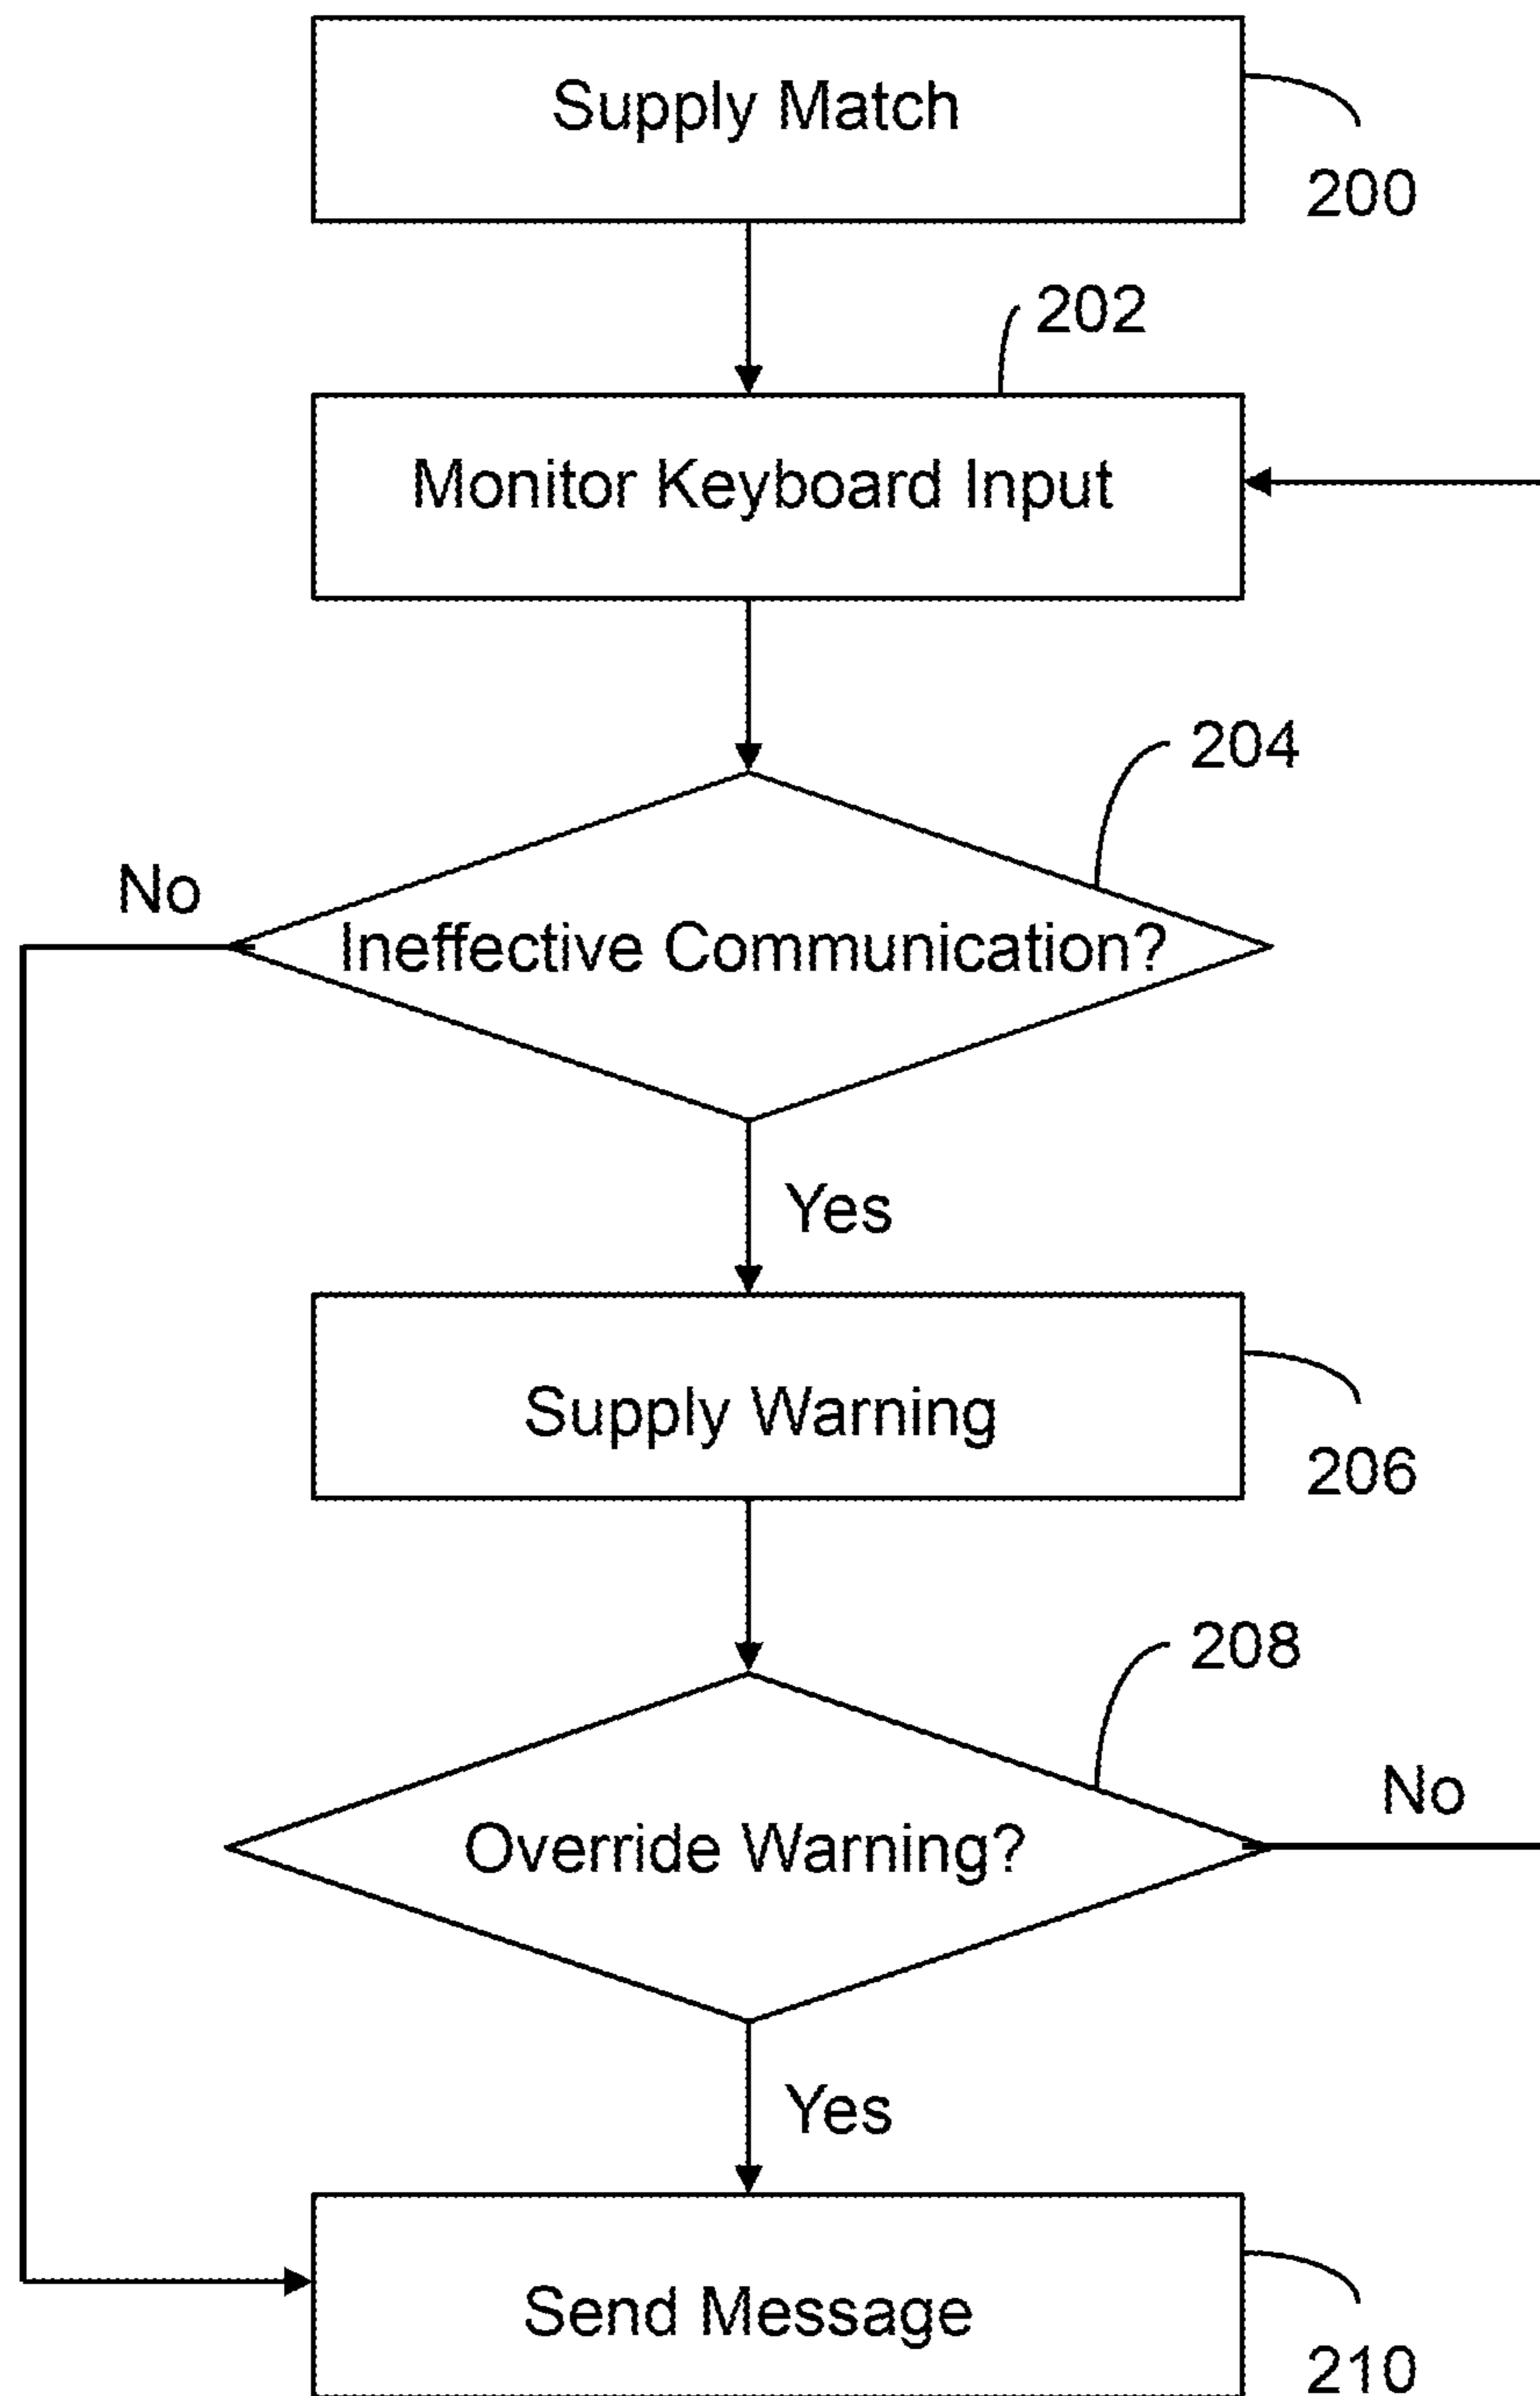 Supply Match
200
202
Monitor Keyboard Input
204
No
Ineffective Communication?
Yes
Supply Warning
206
208
No
Override Warning?
Yes
Send Message
210